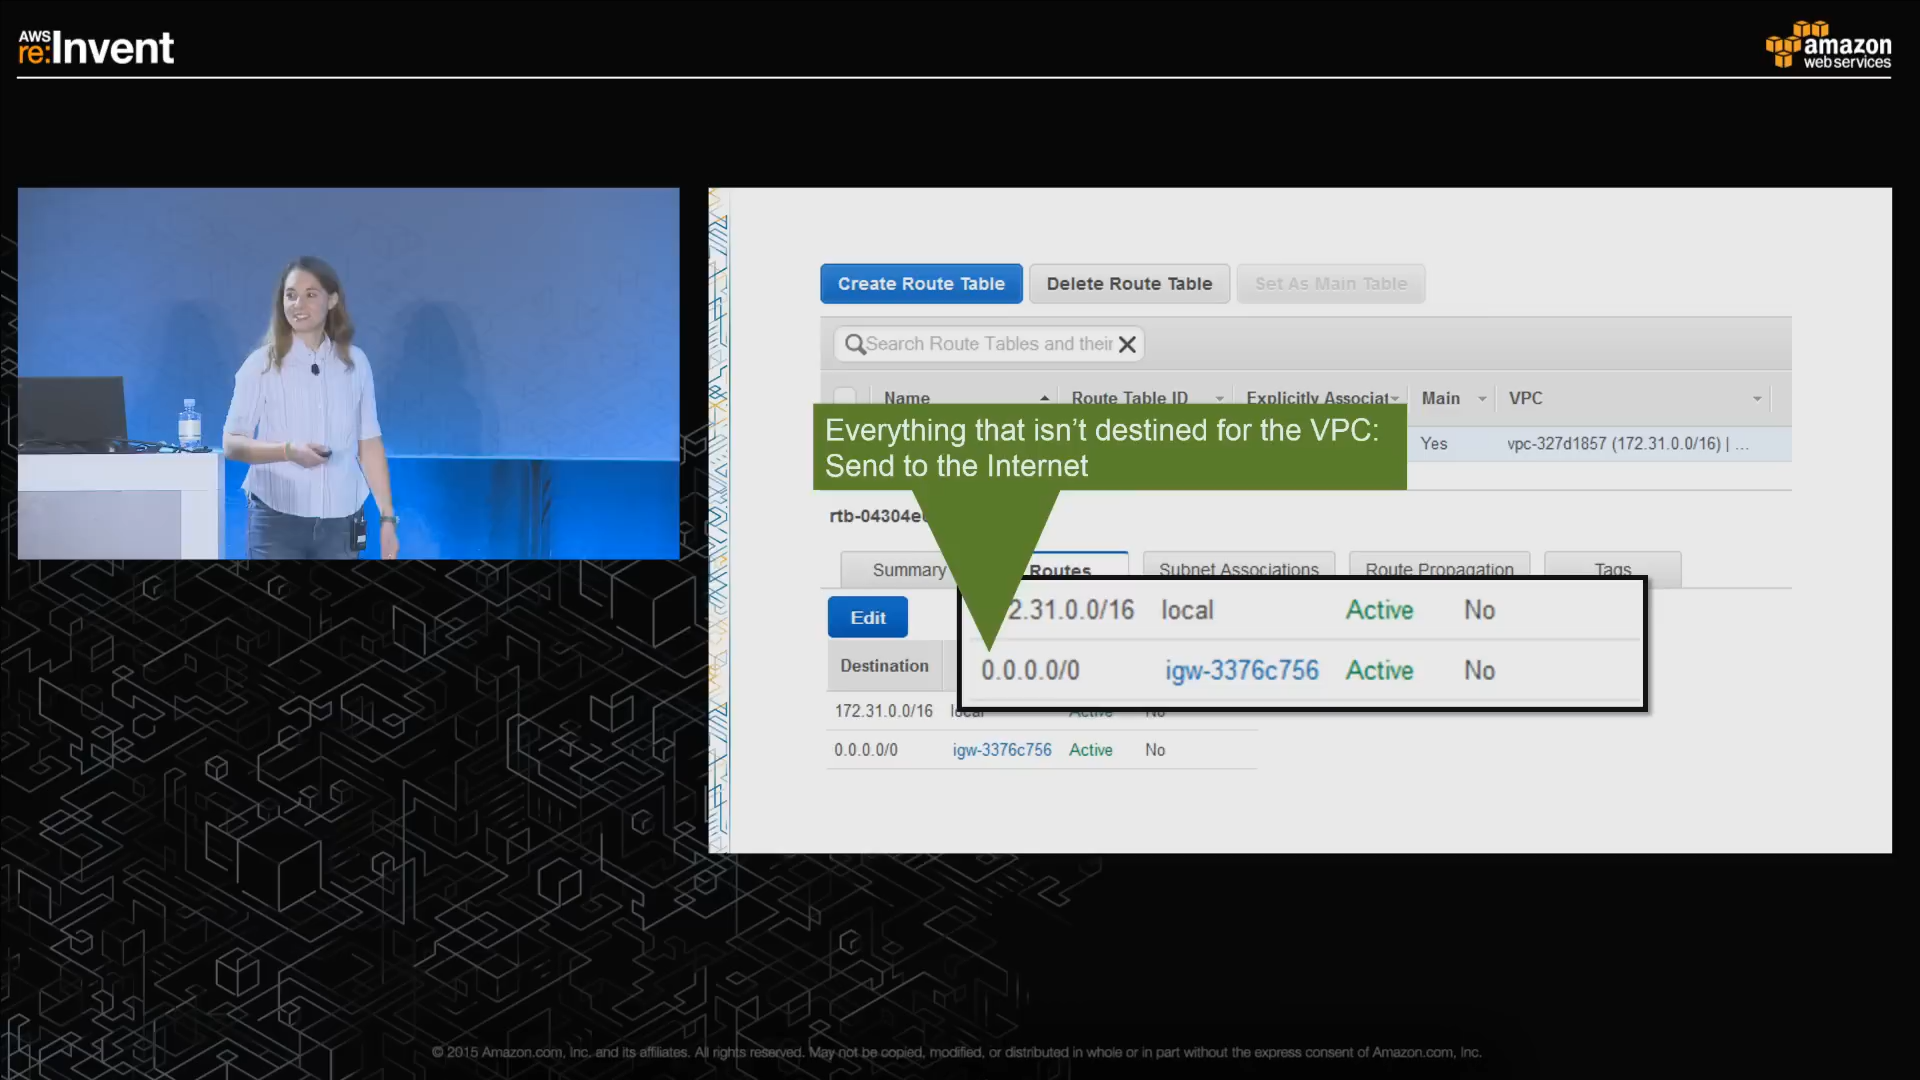 AWS
re:Invent
amazon
web services
Create Route Table
Delete Route Table
Set As Main Table
Search Route Tables and their
Name
Route Table ID
Explicitly Associat
Main
VPC
Everything that isn’t destined for the VPC:
Send to the Internet
Yes
vpc-327d1857 (172.31.0.0/16) | ...
rtb-04304e
Summary
Routes
Subnet Associations
Route Propagation
Tags
Edit
2.31.0.0/16 local Active No
0.0.0.0/0 igw-3376c756 Active No
Destination
172.31.0.0/16 local Active No
0.0.0.0/0 igw-3376c756 Active No
© 2015 Amazon.com, Inc. and its affiliates. All rights reserved. May not be copied, modified, or distributed in whole or in part without the express consent of Amazon.com, Inc.